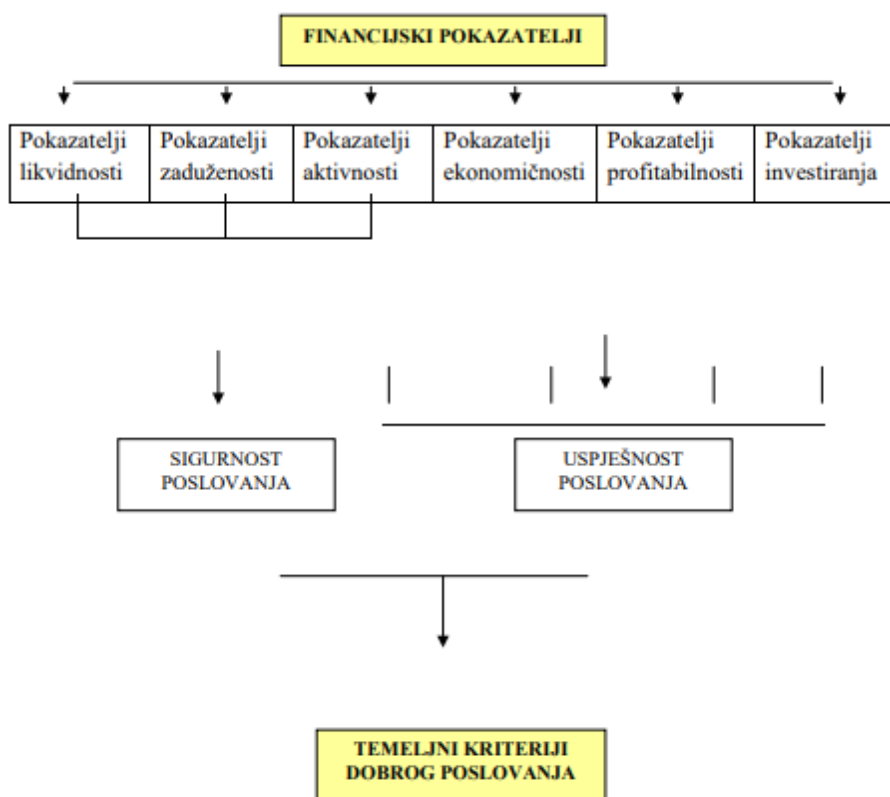 FINANCIJSKI POKAZATELJI
Pokazatelji
likvidnosti
Pokazatelji
zaduženosti
Pokazatelji
aktivnosti
Pokazatelji
ekonomičnosti
Pokazatelji
profitabilnosti
Pokazatelji
investiranja
SIGURNOST
POSLOVANJA
USPJEŠNOST
POSLOVANJA
TEMELJNI KRITERIJI
DOBROG POSLOVANJA